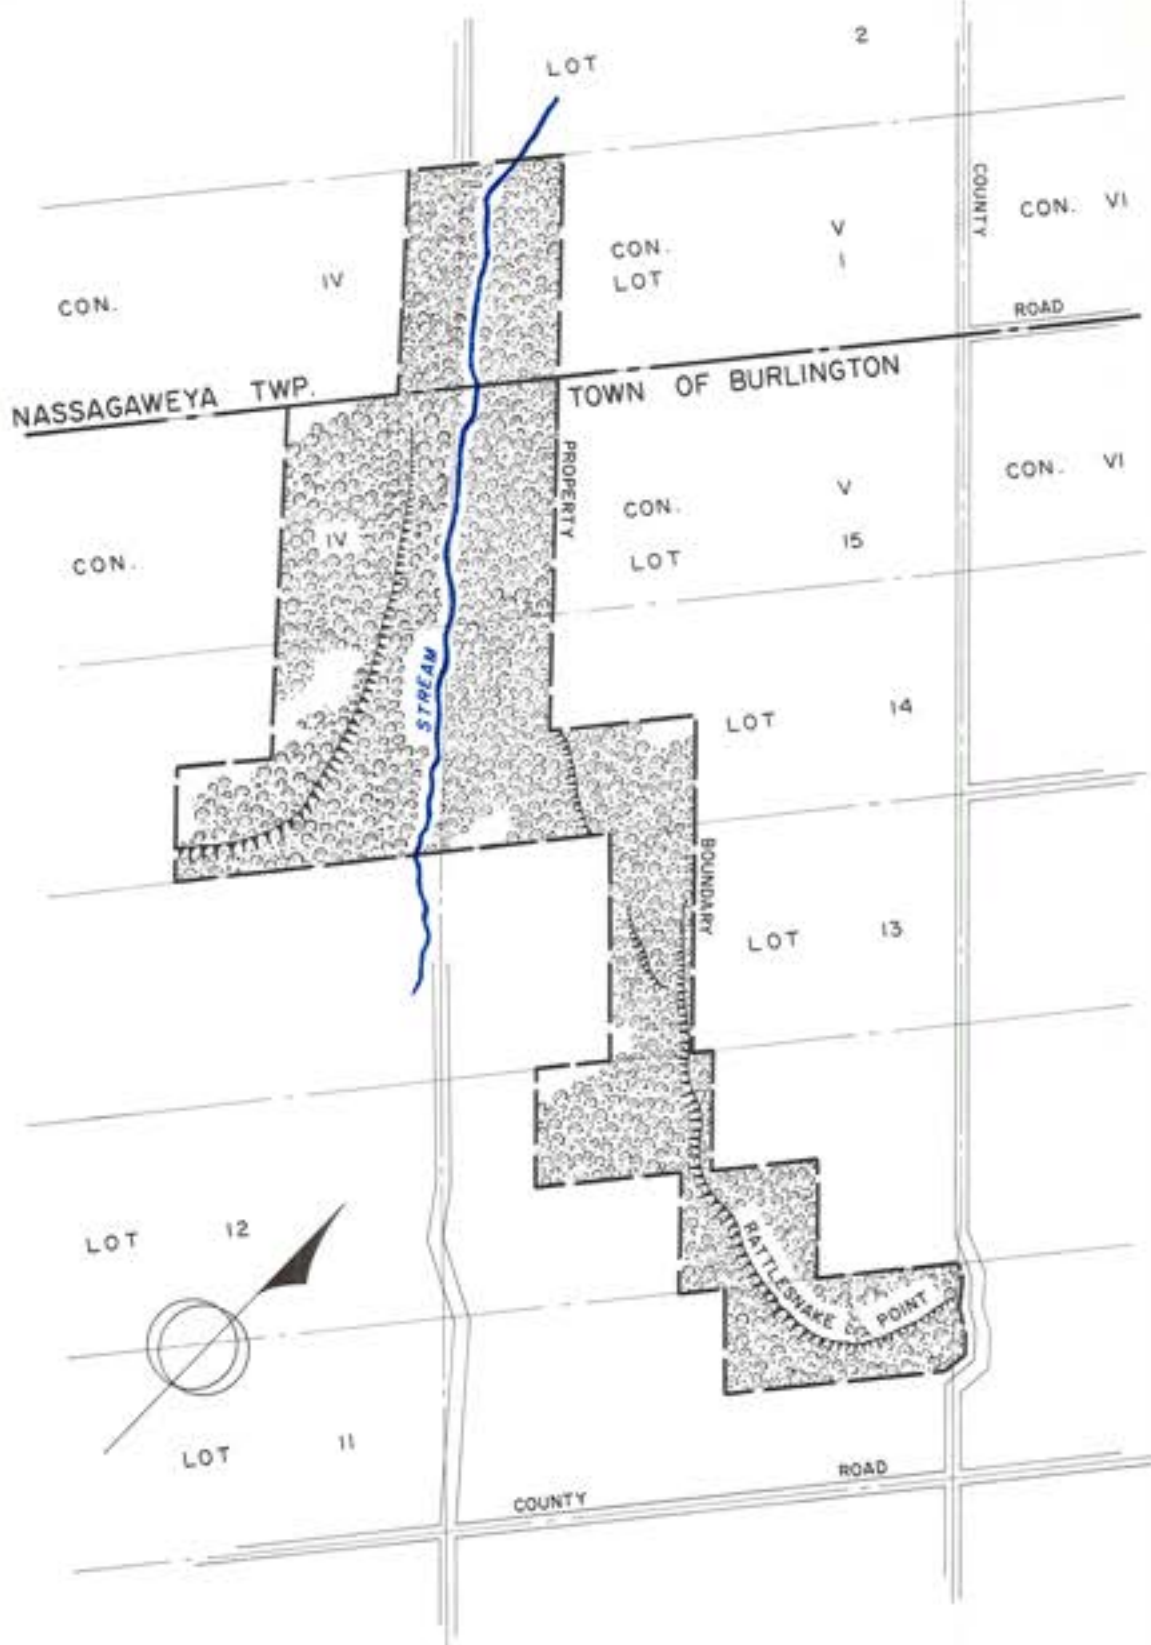 LOT 2
COUNTY
CON. VI
CON. IV
CON. V
LOT 1
ROAD
NASSAGAWEYA TWP.
TOWN OF BURLINGTON
PROPERTY
CON. IV
CON. V
LOT 15
CON. VI
STREAM
LOT 14
BOUNDARY
LOT 13
LOT 12
RATTLESNAKE POINT
LOT 11
COUNTY ROAD